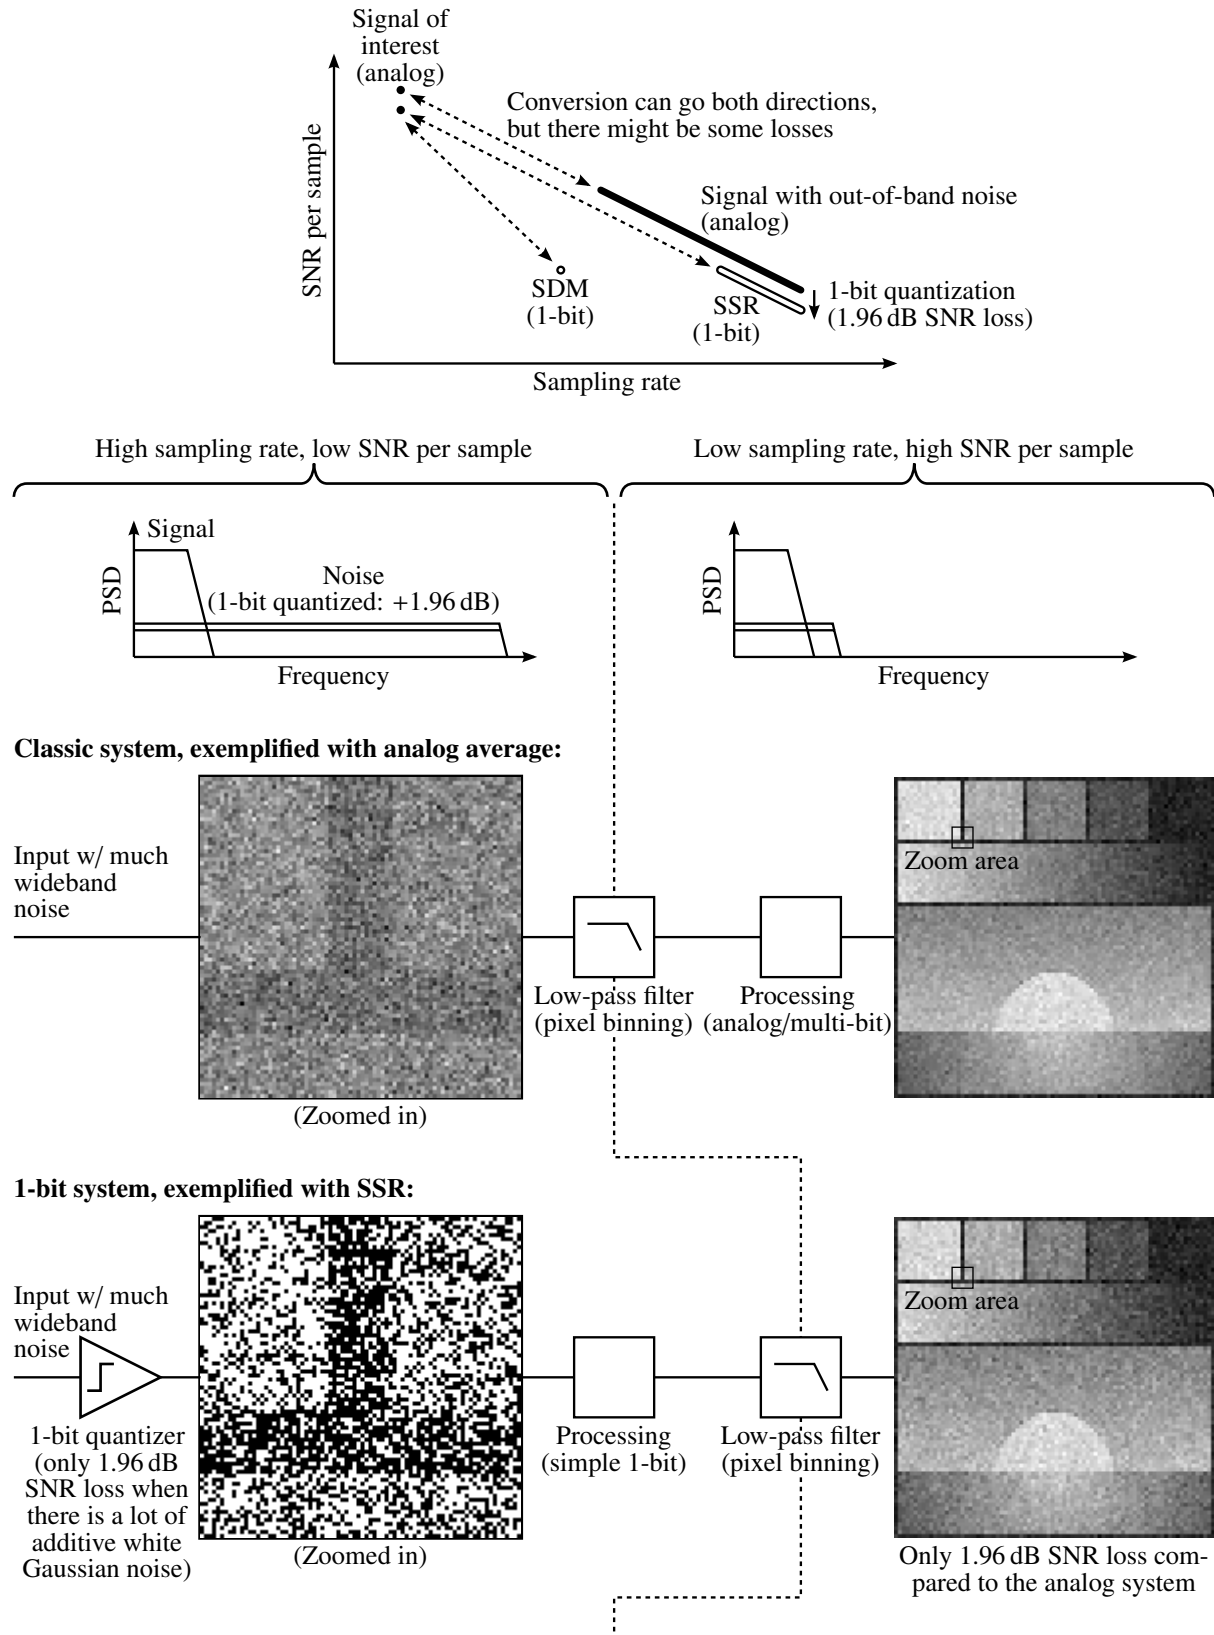 Signal of
interest
(analog)
Conversion can go both directions,
but there might be some losses
SNR per sample
Signal with out-of-band noise
(analog)
SDM
(1-bit)
SSR
(1-bit)
1-bit quantization
(1.96 dB SNR loss)
Sampling rate
High sampling rate, low SNR per sample
Low sampling rate, high SNR per sample
Signal
PSD
Noise
(1-bit quantized: +1.96 dB)
Frequency
PSD
Frequency
Classic system, exemplified with analog average:
Input w/ much
wideband
noise
(Zoomed in)
Low-pass filter
(pixel binning)
Processing
(analog/multi-bit)
Zoom area
1-bit system, exemplified with SSR:
Input w/ much
wideband
noise
1-bit quantizer
(only 1.96 dB
SNR loss when
there is a lot of
additive white
Gaussian noise)
(Zoomed in)
Processing
(simple 1-bit)
Low-pass filter
(pixel binning)
Zoom area
Only 1.96 dB SNR loss com-
pared to the analog system